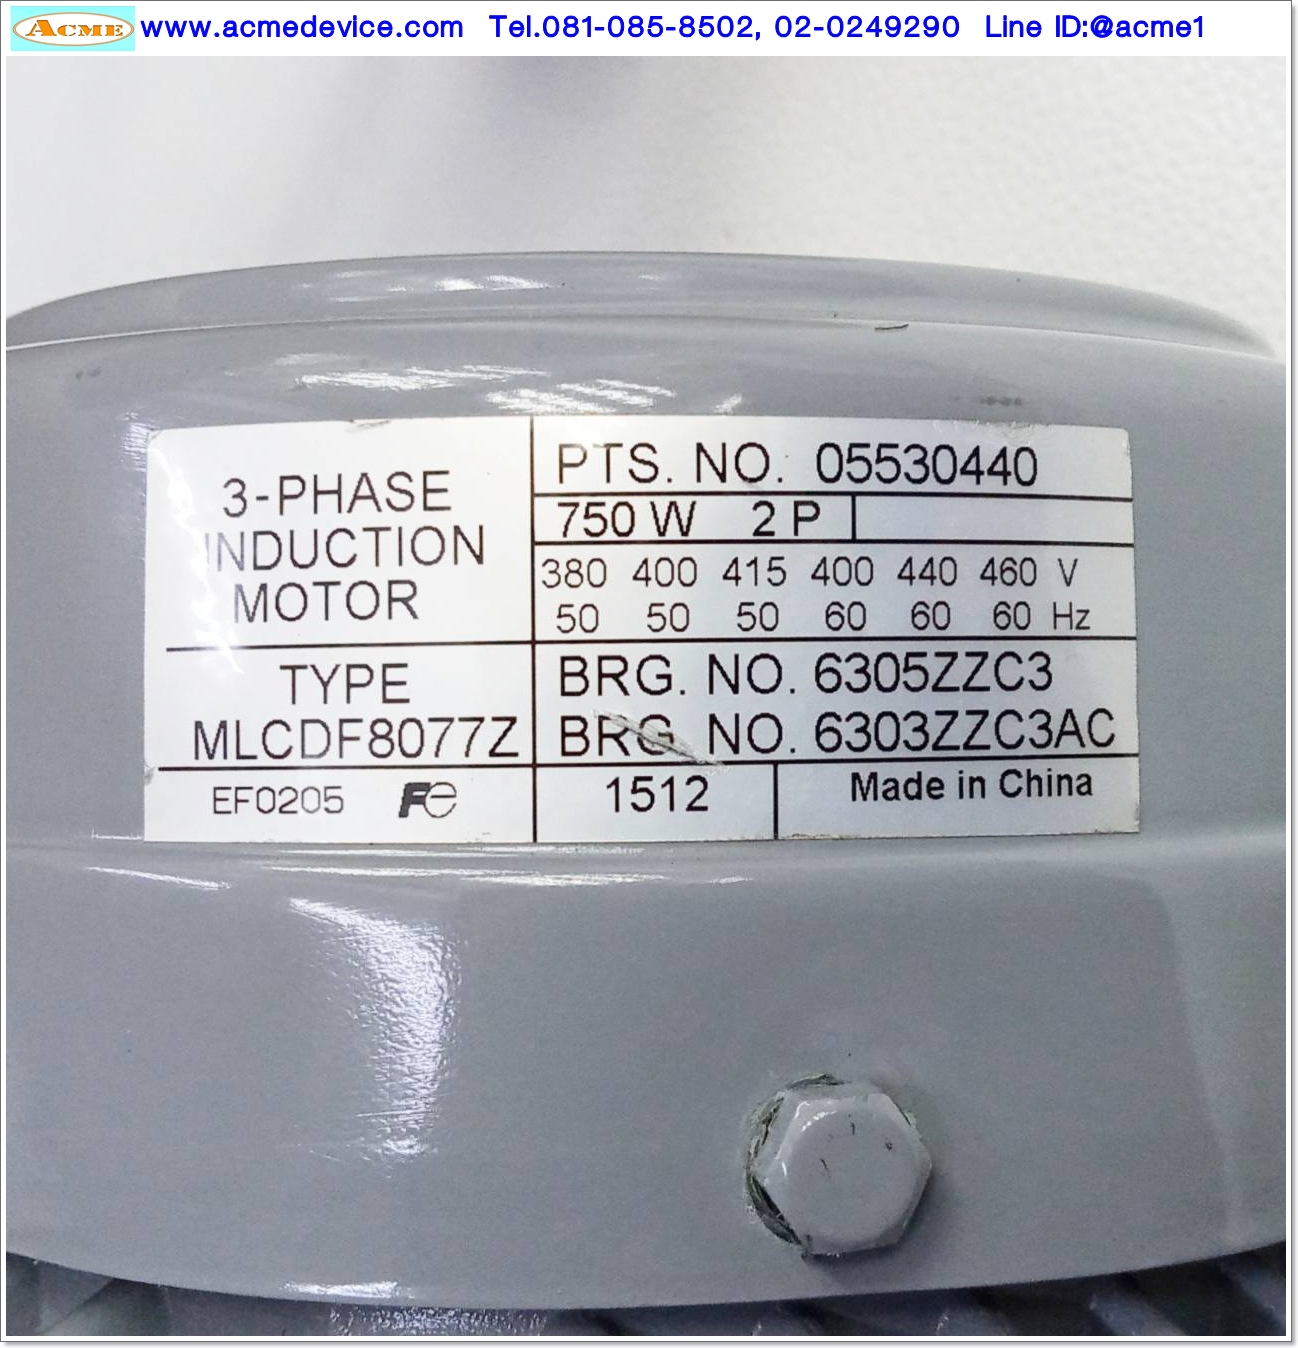 ACME www.acmedevice.com Tel.081-085-8502, 02-0249290 Line ID:@acme1
3-PHASE
INDUCTION
MOTOR
TYPE
MLCDF8077Z
EF0205 Fe
PTS. NO. 05530440
750 W 2 P
380 400 415 400 440 460 V
50 50 50 60 60 60 Hz
BRG. NO. 6305ZZC3
BRG. NO. 6303ZZC3AC
1512 Made in China